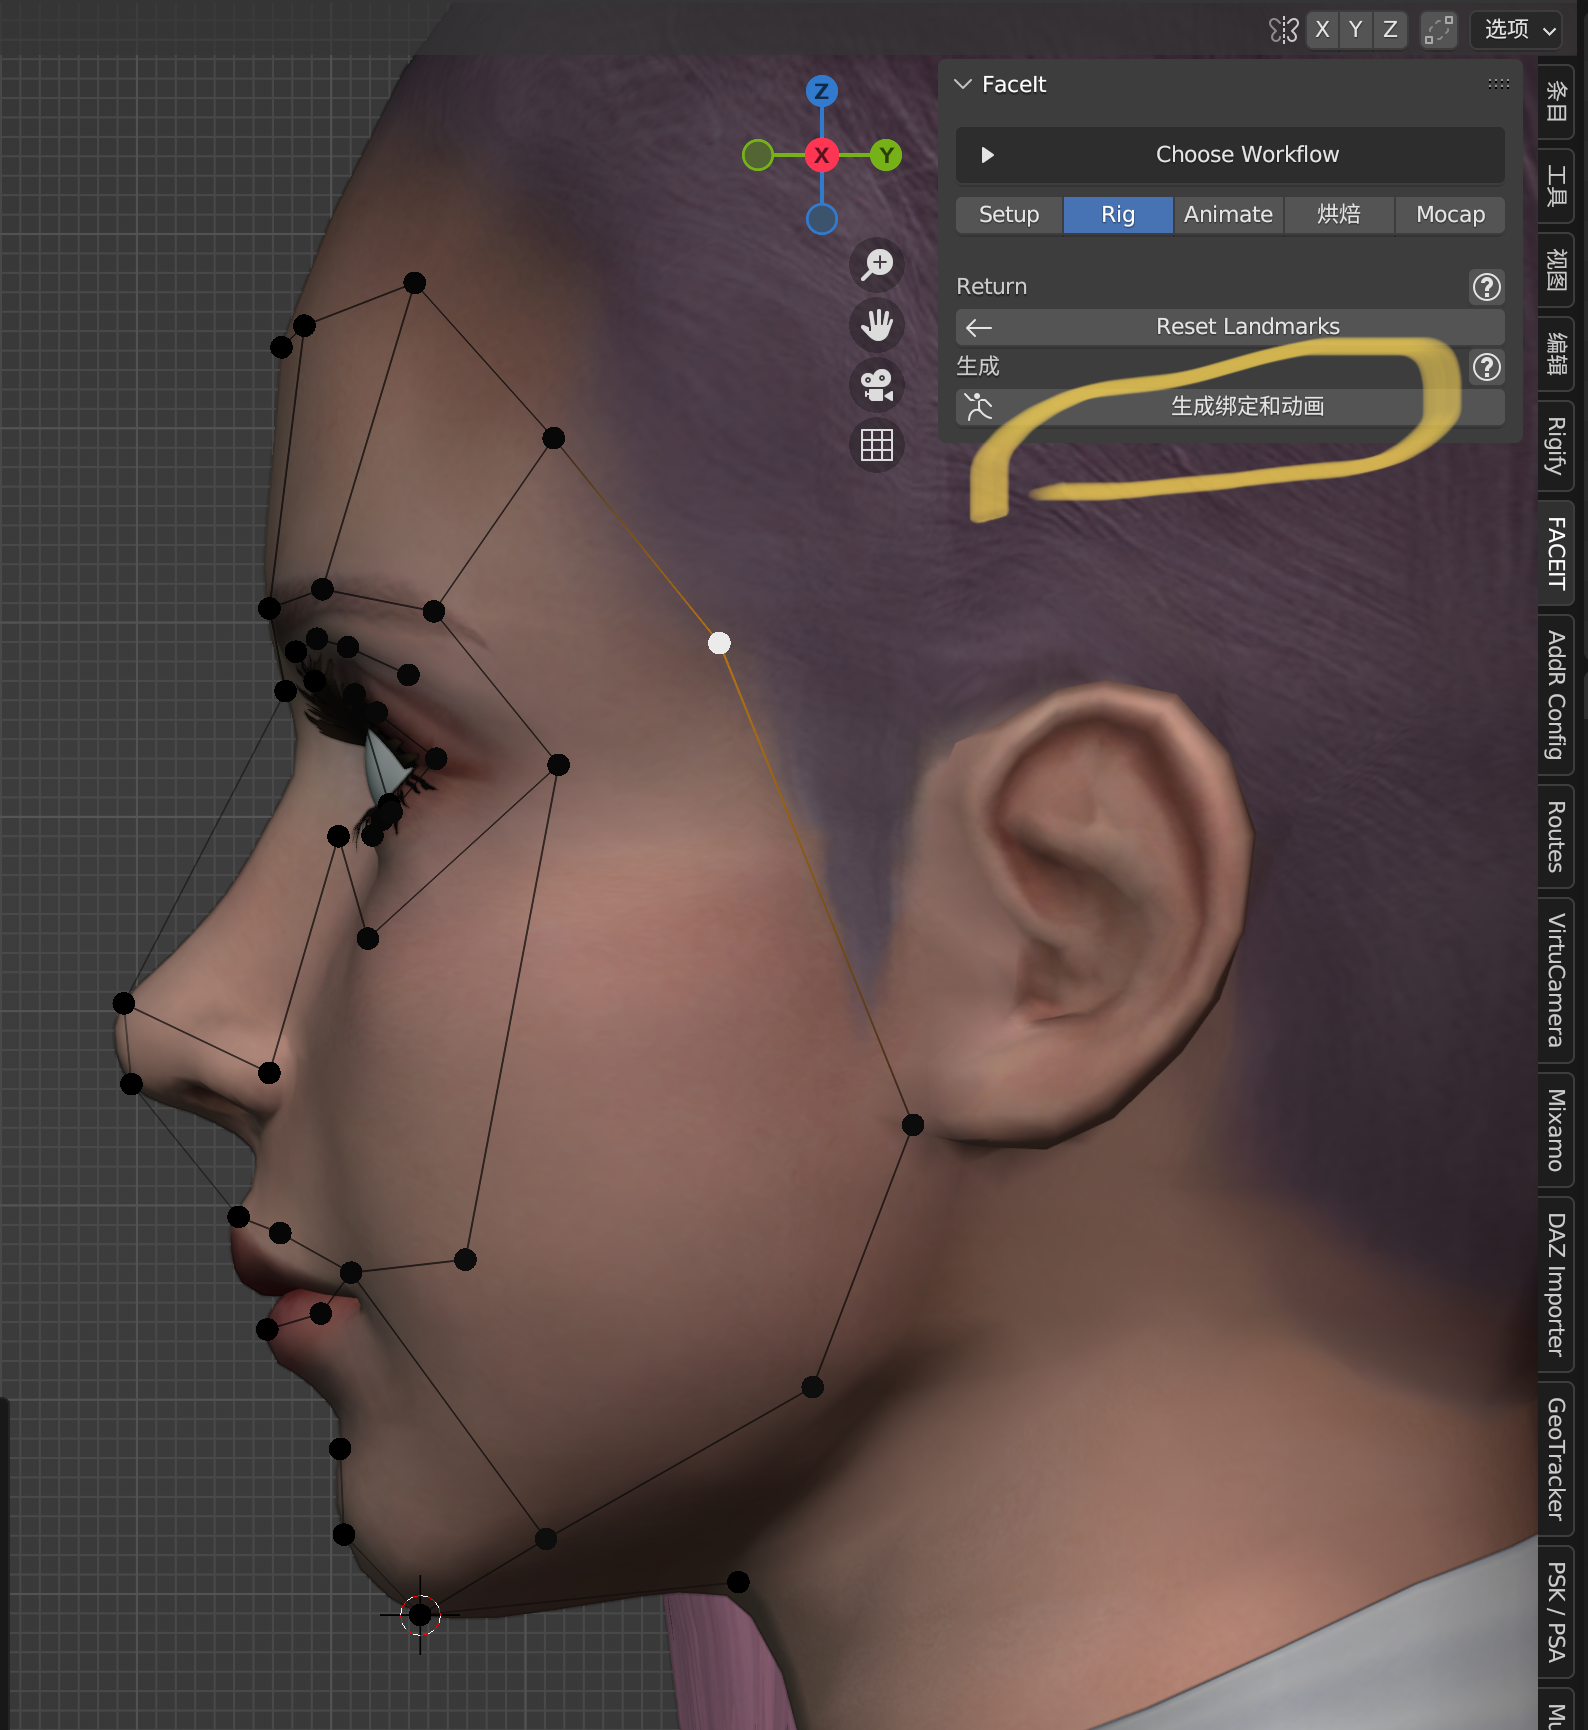 X Y Z 选项
FaceIt
Choose Workflow
Setup Rig Animate 烘焙 Mocap
Return
Reset Landmarks
生成
生成绑定和动画
Z
X
Y
条目
工具
视图
编辑
Rigify
FACEIT
AddR Config
Routes
VirtuCamera
Mixamo
DAZ Importer
GeoTracker
PSK / PSA